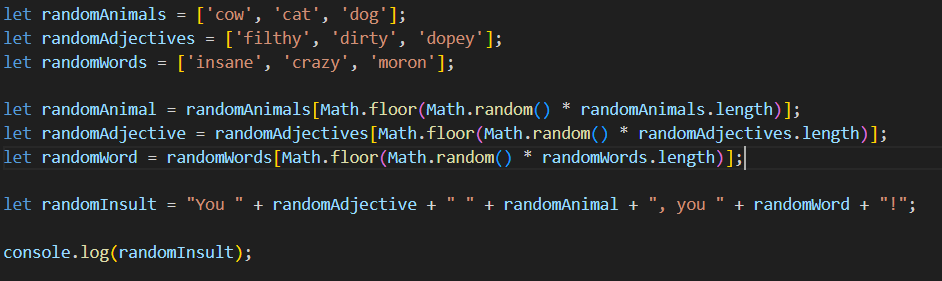 let randomAnimals = ['cow', 'cat', 'dog'];
let randomAdjectives = ['filthy', 'dirty', 'dopey'];
let randomWords = ['insane', 'crazy', 'moron'];
let randomAnimal = randomAnimals[Math.floor(Math.random() * randomAnimals.length)];
let randomAdjective = randomAdjectives[Math.floor(Math.random() * randomAdjectives.length)];
let randomWord = randomWords[Math.floor(Math.random() * randomWords.length)];
let randomInsult = "You " + randomAdjective + " " + randomAnimal + ", you " + randomWord + "!";
console.log(randomInsult);